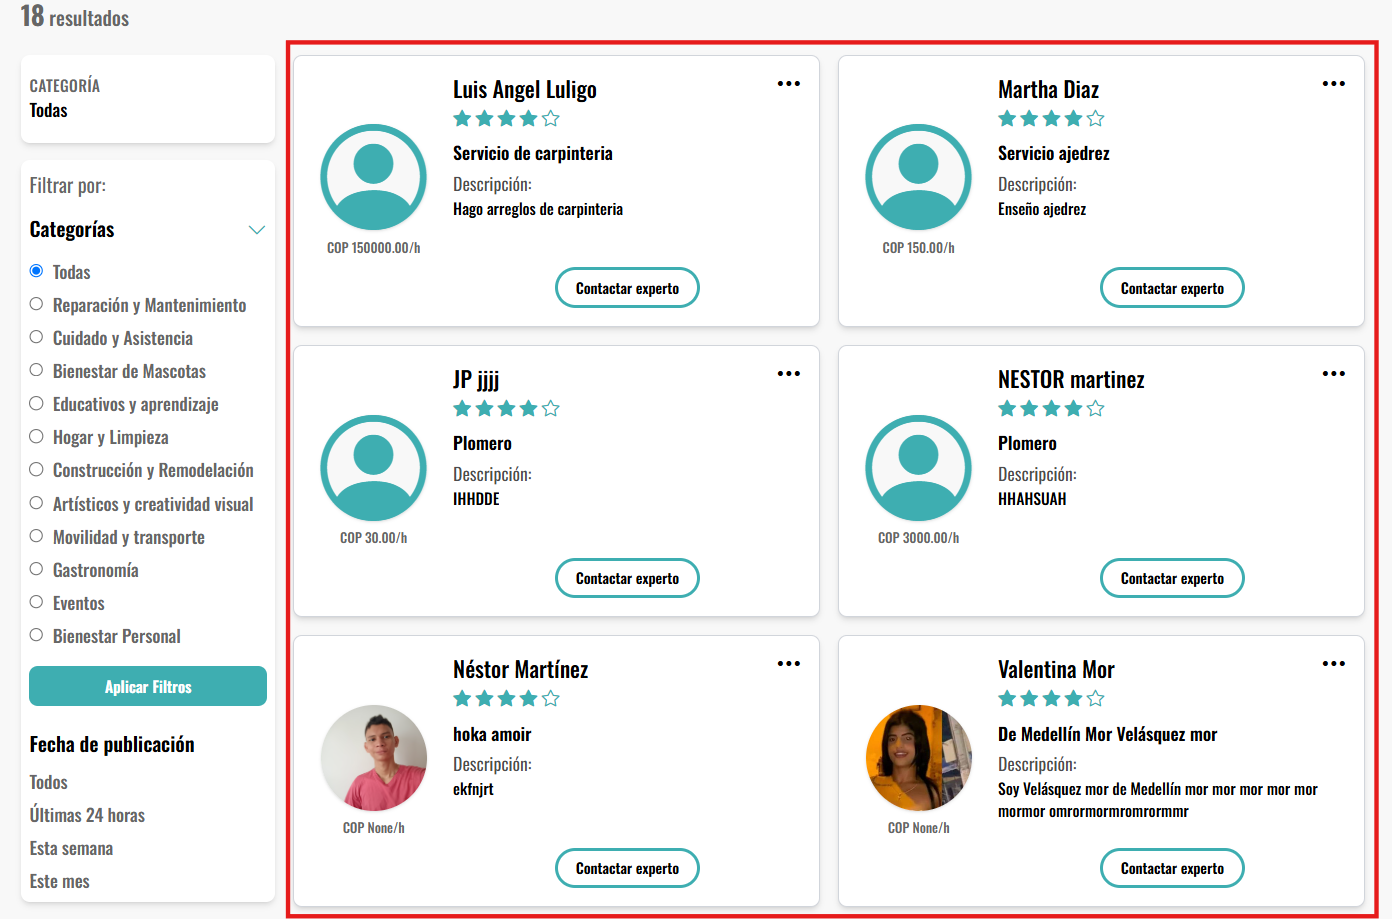 18 resultados
CATEGORÍA
Todas
Filtrar por:
Categorías
Todas
Reparación y Mantenimiento
Cuidado y Asistencia
Bienestar de Mascotas
Educativos y aprendizaje
Hogar y Limpieza
Construcción y Remodelación
Artísticos y creatividad visual
Movilidad y transporte
Gastronomía
Eventos
Bienestar Personal
Aplicar Filtros
Fecha de publicación
Todos
Últimas 24 horas
Esta semana
Este mes
Luis Angel Luligo
Servicio de carpinteria
Descripción:
Hago arreglos de carpinteria
COP 150000.00/h
Contactar experto
Martha Diaz
Servicio ajedrez
Descripción:
Enseño ajedrez
COP 150.00/h
Contactar experto
JP jjjj
Plomero
Descripción:
IHHDDE
COP 30.00/h
Contactar experto
NESTOR martinez
Plomero
Descripción:
HHAHSUAH
COP 3000.00/h
Contactar experto
Néstor Martínez
hoka amoir
Descripción:
ekfnjrt
COP None/h
Contactar experto
Valentina Mor
De Medellín Mor Velásquez mor
Descripción:
Soy Velásquez mor de Medellín mor mor mor mor mor
mormor omrormormromrormmr
COP None/h
Contactar experto